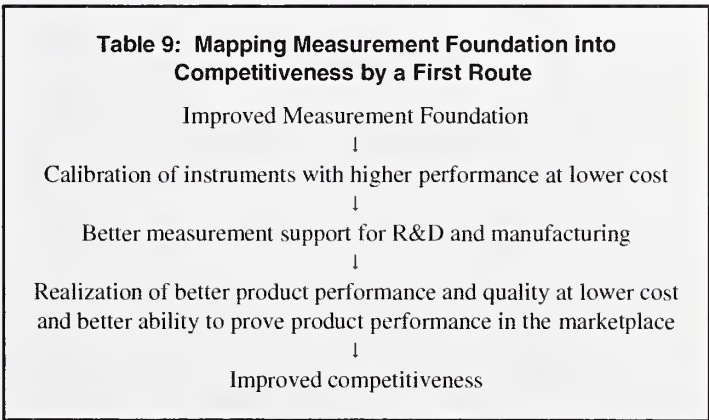 Table 9: Mapping Measurement Foundation into
Competitiveness by a First Route
Improved Measurement Foundation
↓
Calibration of instruments with higher performance at lower cost
↓
Better measurement support for R&D and manufacturing
↓
Realization of better product performance and quality at lower cost
and better ability to prove product performance in the marketplace
↓
Improved competitiveness